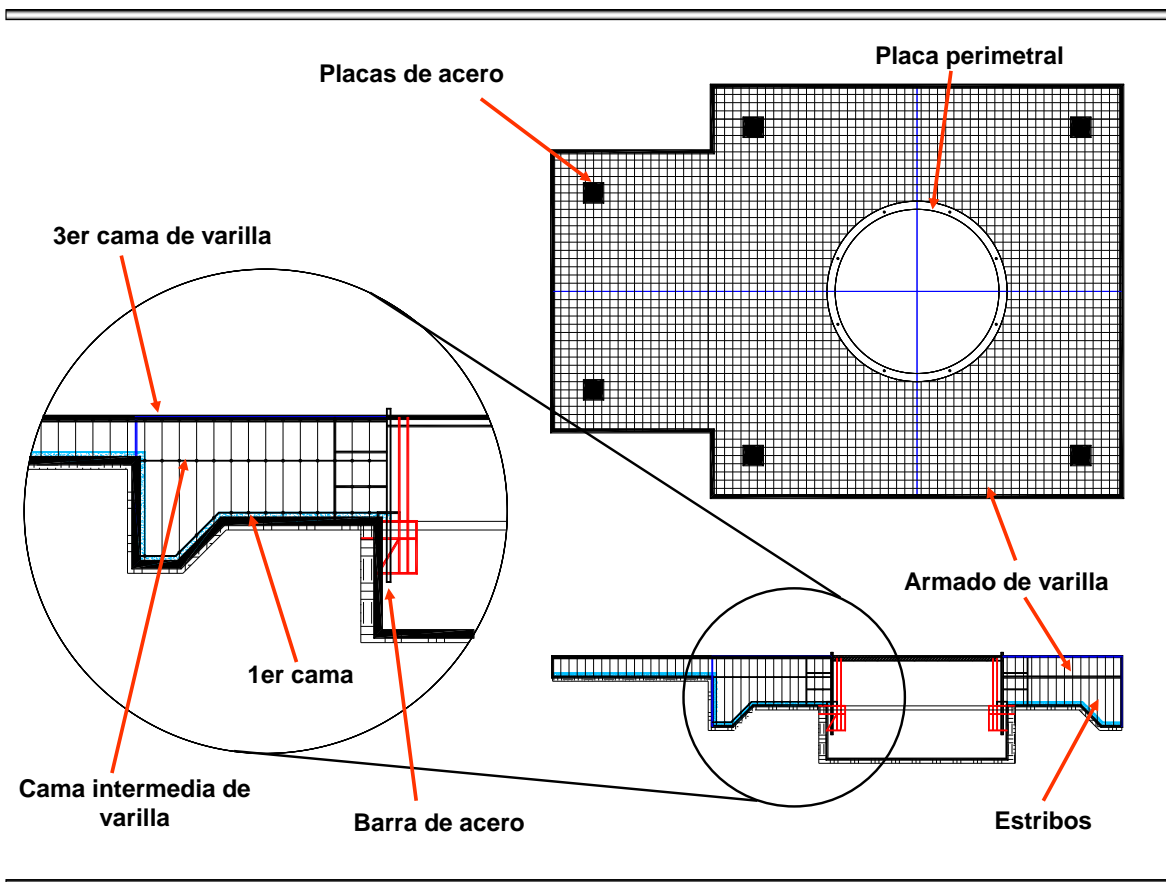 Placas de acero
Placa perimetral
3er cama de varilla
Armado de varilla
1er cama
Cama intermedia de
varilla
Barra de acero
Estribos